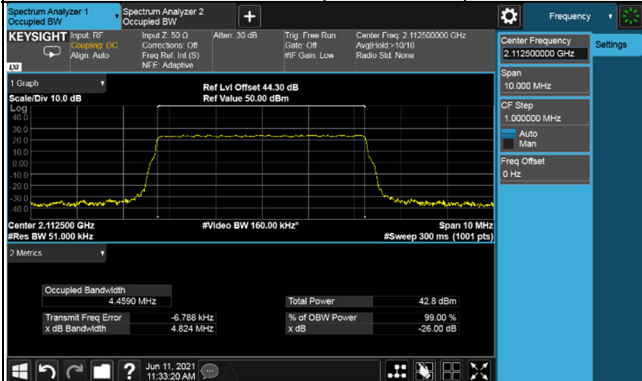 Spectrum Analyzer 1
Occupied BW
Spectrum Analyzer 2
Occupied BW
+
Frequency
KEYSIGHT
Input: RF
Coupling: DC
Align: Auto
Input Z: 50 Ω
Corrections: Off
Freq Ref: Int (S)
NFE: Adaptive
Atten: 30 dB
Trig: Free Run
Gate: Off
#IF Gain: Low
Center Freq: 2.112500000 GHz
Avg|Hold:>10/10
Radio Std: None
LXI
Center Frequency
2.112500000 GHz
Settings
Span
10.000 MHz
CF Step
1.000000 MHz
Auto
Man
Freq Offset
0 Hz
1 Graph
Scale/Div 10.0 dB
Ref Lvl Offset 44.30 dB
Ref Value 50.00 dBm
Log
40.0
30.0
20.0
10.0
0.00
-10.0
-20.0
-30.0
-40.0
Center 2.112500 GHz
#Res BW 51.000 kHz
#Video BW 160.00 kHz*
Span 10 MHz
#Sweep 300 ms (1001 pts)
2 Metrics
Occupied Bandwidth
4.4590 MHz
Total Power 42.8 dBm
Transmit Freq Error -6.788 kHz
% of OBW Power 99.00 %
x dB Bandwidth 4.824 MHz
x dB -26.00 dB
?
Jun 11, 2021
11:33:20 AM